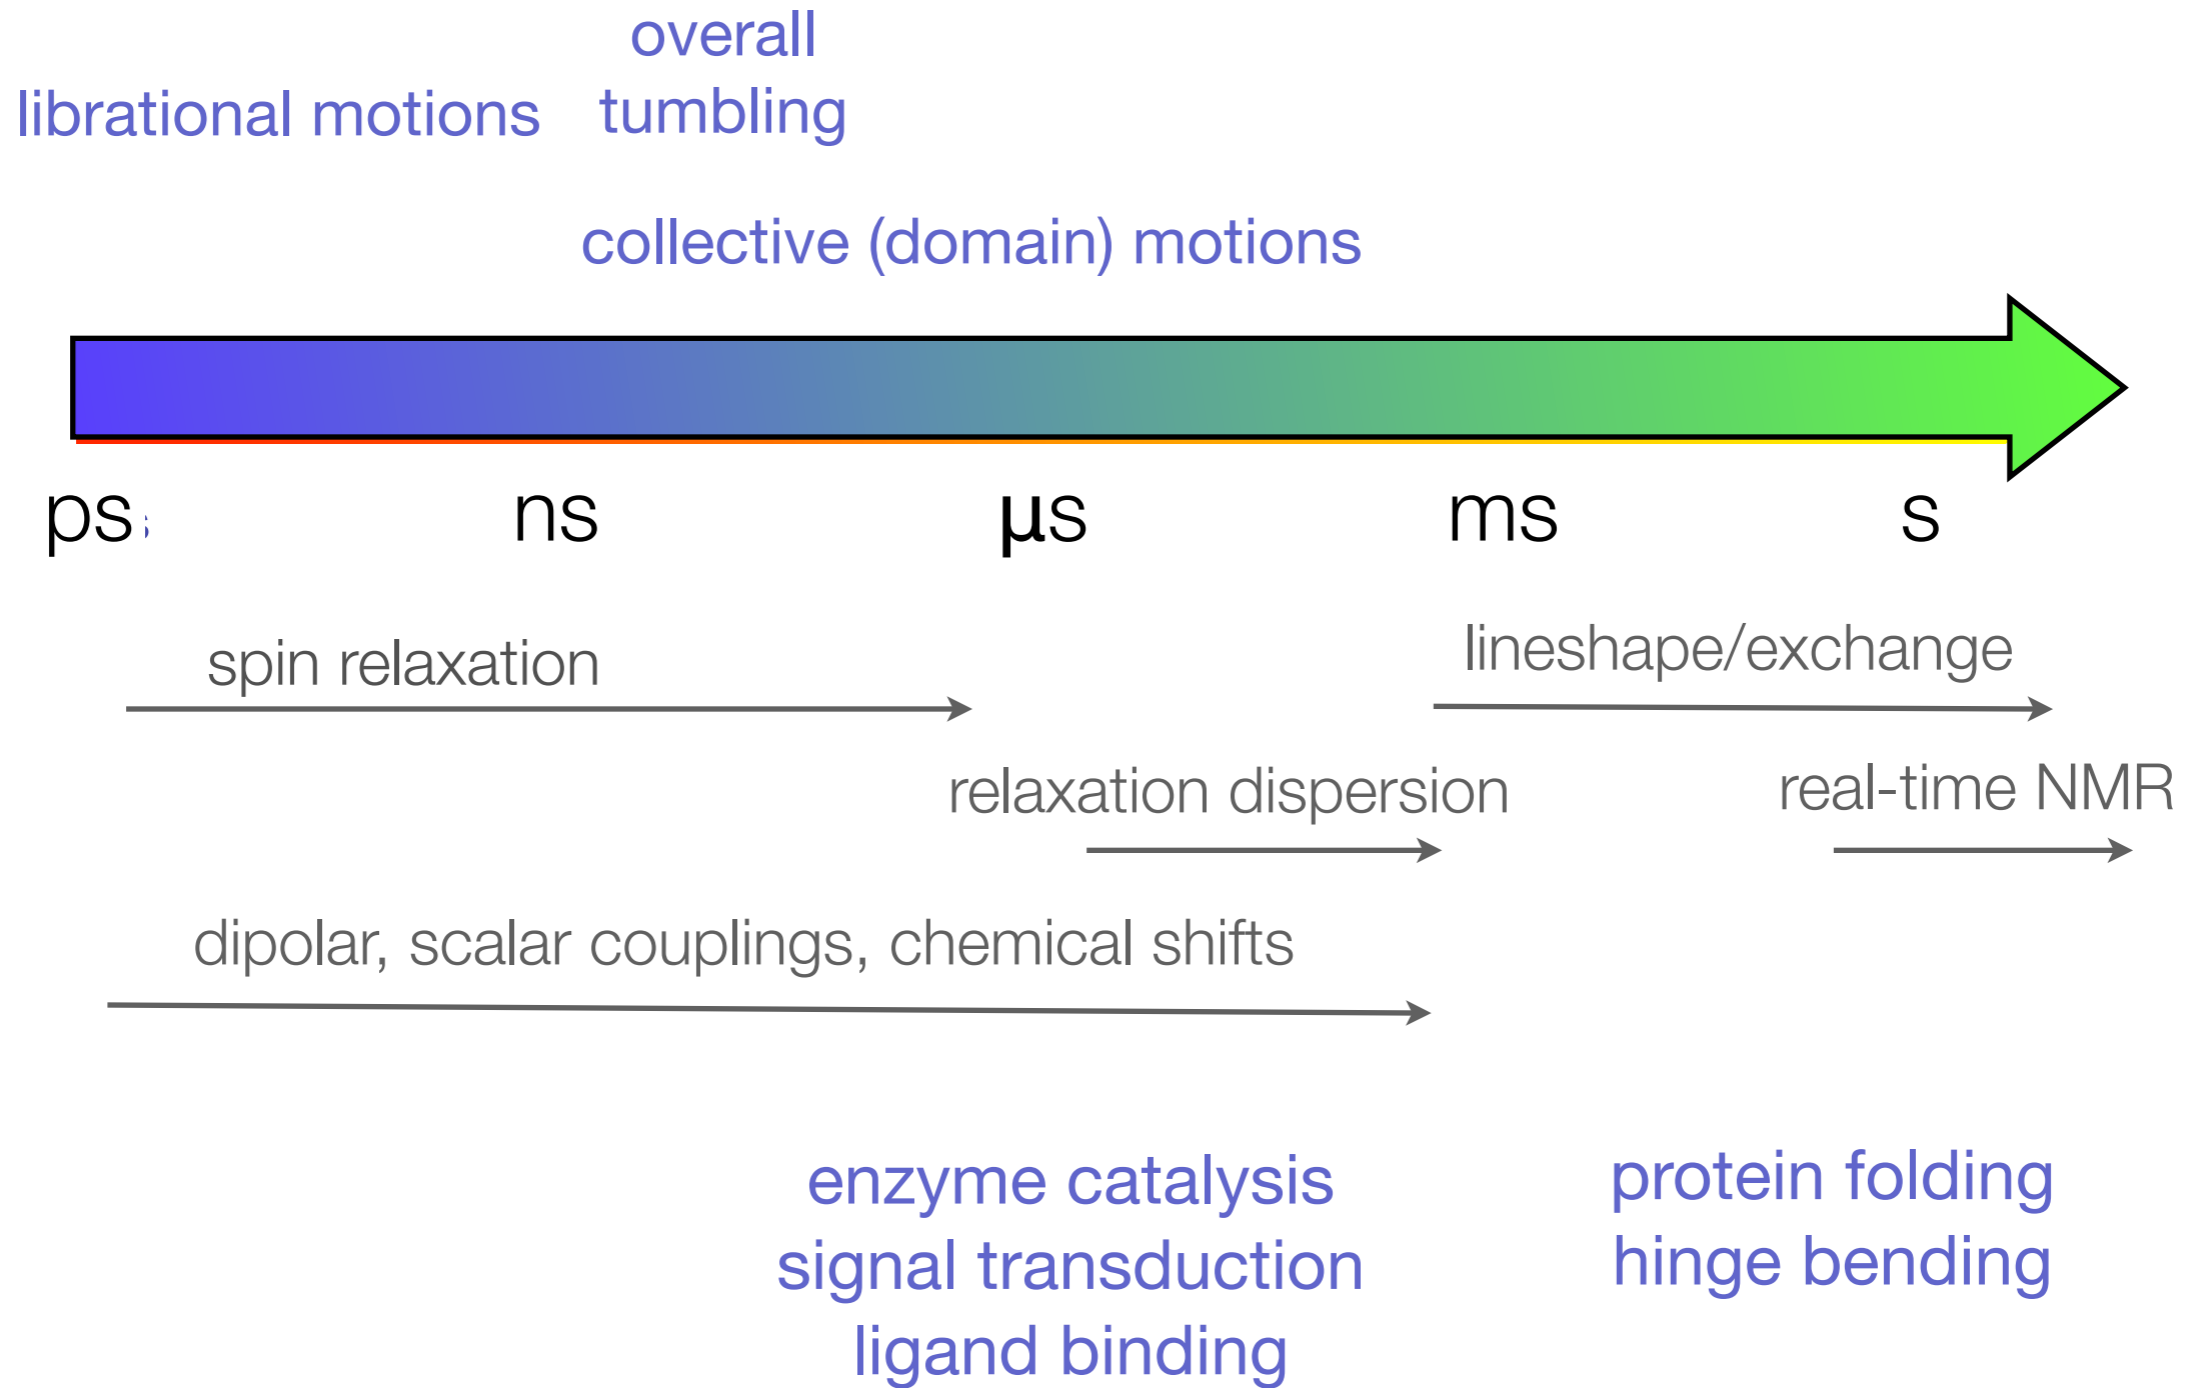 overall
librational motions tumbling
collective (domain) motions
ps ns µs ms s
spin relaxation
lineshape/exchange
relaxation dispersion
real-time NMR
dipolar, scalar couplings, chemical shifts
enzyme catalysis
signal transduction
ligand binding
protein folding
hinge bending